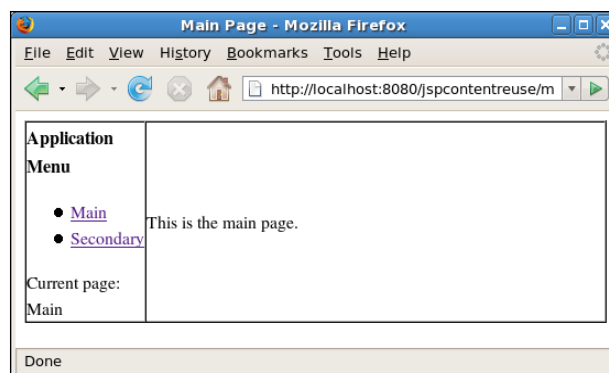 Main Page - Mozilla Firefox
File Edit View History Bookmarks Tools Help
http://localhost:8080/jspcontentreuse/m
Application
Menu
Main
Secondary
Current page:
Main
This is the main page.
Done